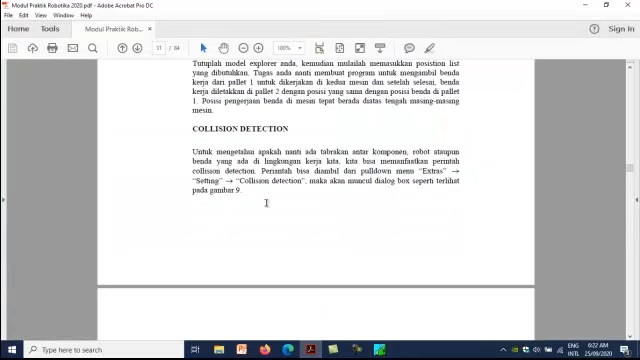 Modul Praktik Robotika 2020.pdf - Adobe Acrobat Pro DC
File Edit View Window Help
Home Tools Modul Praktik Robo... × Sign In
31 / 84 100%
Tutuplah model explorer anda, kemudian mulailah memasukkan posistion list
yang dibutuhkan. Tugas anda nanti membuat program untuk mengambil benda
kerja dari pallet 1 untuk dikerjakan di kedua mesin dan setelah selesai, benda
kerja diletakkan di pallet 2 dengan posisi yang sama dengan posisi benda di pallet
1. Posisi pengerjaan benda di mesin tepat berada diatas tengah masing-masing
mesin.
COLLISION DETECTION
Untuk mengetahui apakah nanti ada tabrakan antar komponen, robot ataupun
benda yang ada di lingkungan kerja kita, kita bisa memanfaatkan perintah
collision detection. Perintah bisa diambil dari pulldown menu “Extras” →
“Setting” → “Collision detection”, maka akan muncul dialog box seperti terlihat
pada gambar 9.
Type here to search
ENG
INTL
6:22 AM
25/09/2020